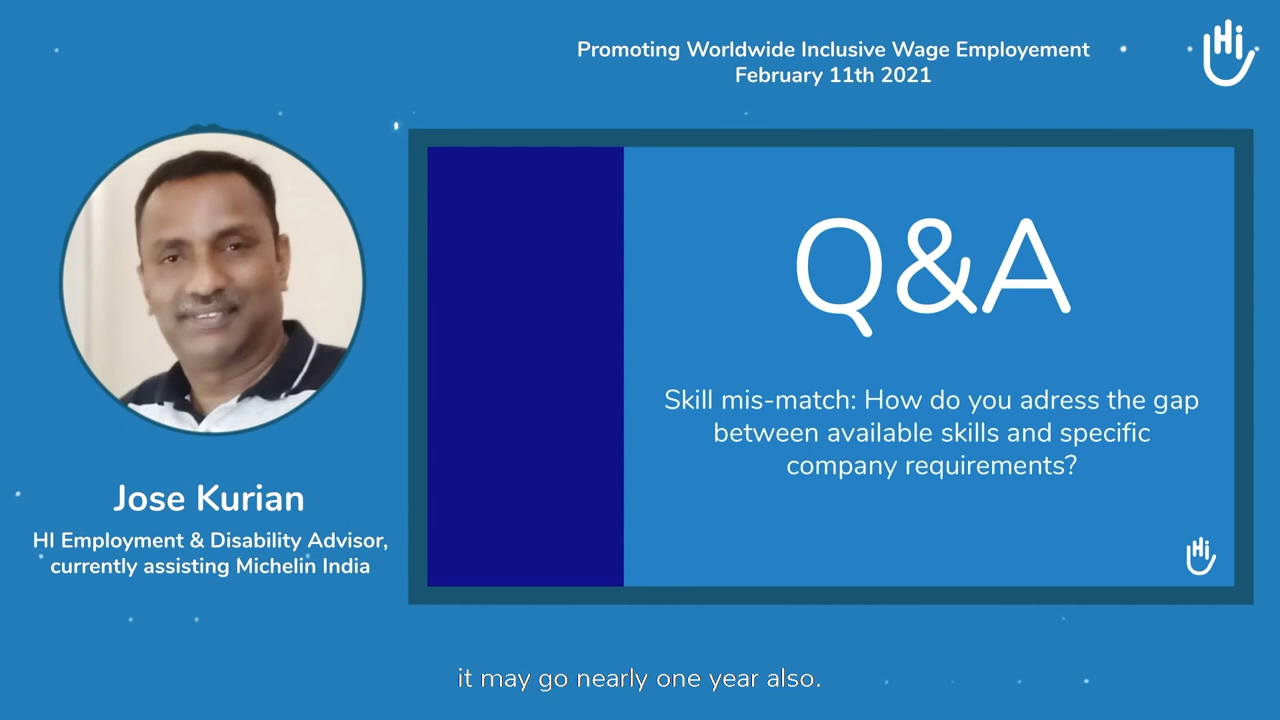 Promoting Worldwide Inclusive Wage Employement
February 11th 2021
Hi
Q&A
Skill mis-match: How do you adress the gap
between available skills and specific
company requirements?
Hi
Jose Kurian
HI Employment & Disability Advisor,
currently assisting Michelin India
it may go nearly one year also.